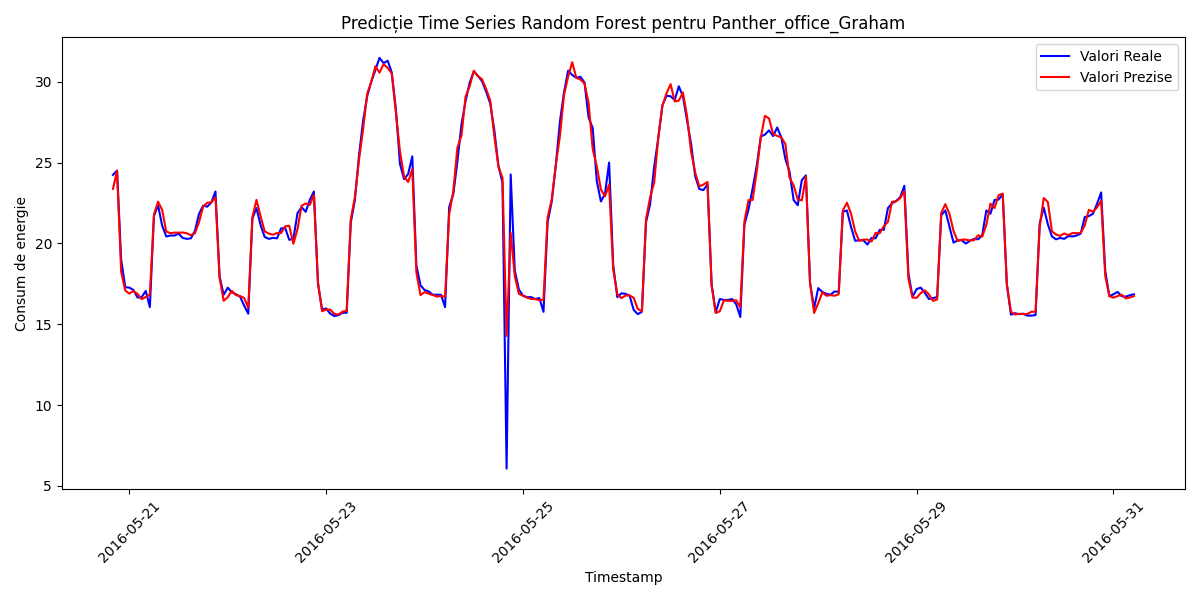 Predicție Time Series Random Forest pentru Panther_office_Graham
Valori Reale
Valori Prezise
Consum de energie
30
25
20
15
10
5
2016-05-21
2016-05-23
2016-05-25
2016-05-27
2016-05-29
2016-05-31
Timestamp